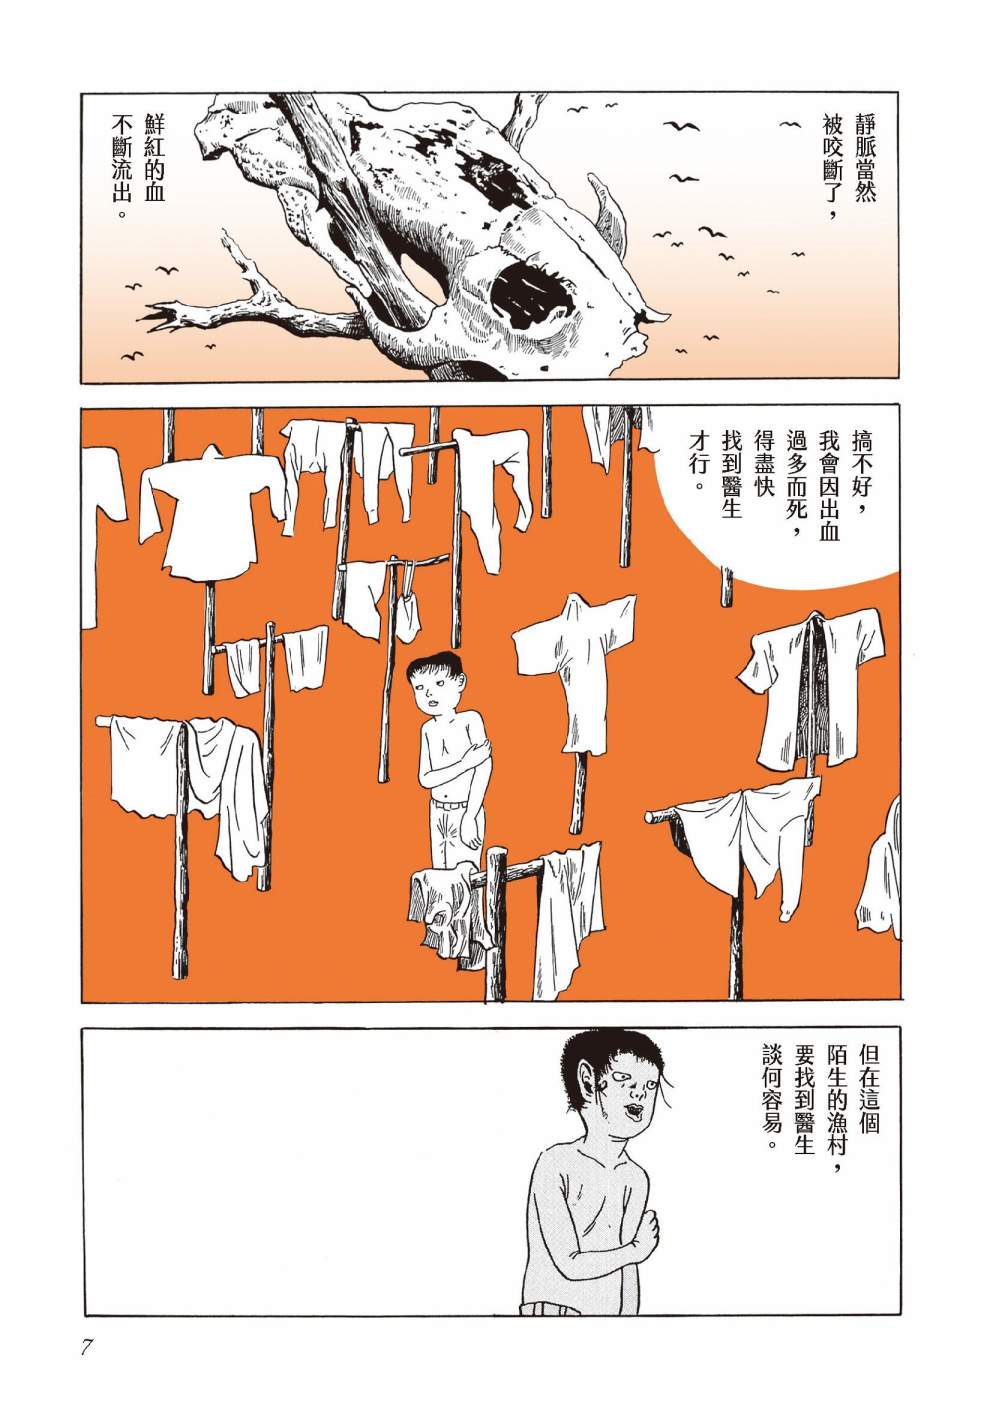 靜脈當然
被咬斷了，
鮮紅的血
不斷流出。
搞不好，
我會因出血
過多而死，
得盡快
找到醫生
才行。
但在這個
陌生的漁村，
要找到醫生
談何容易。
7